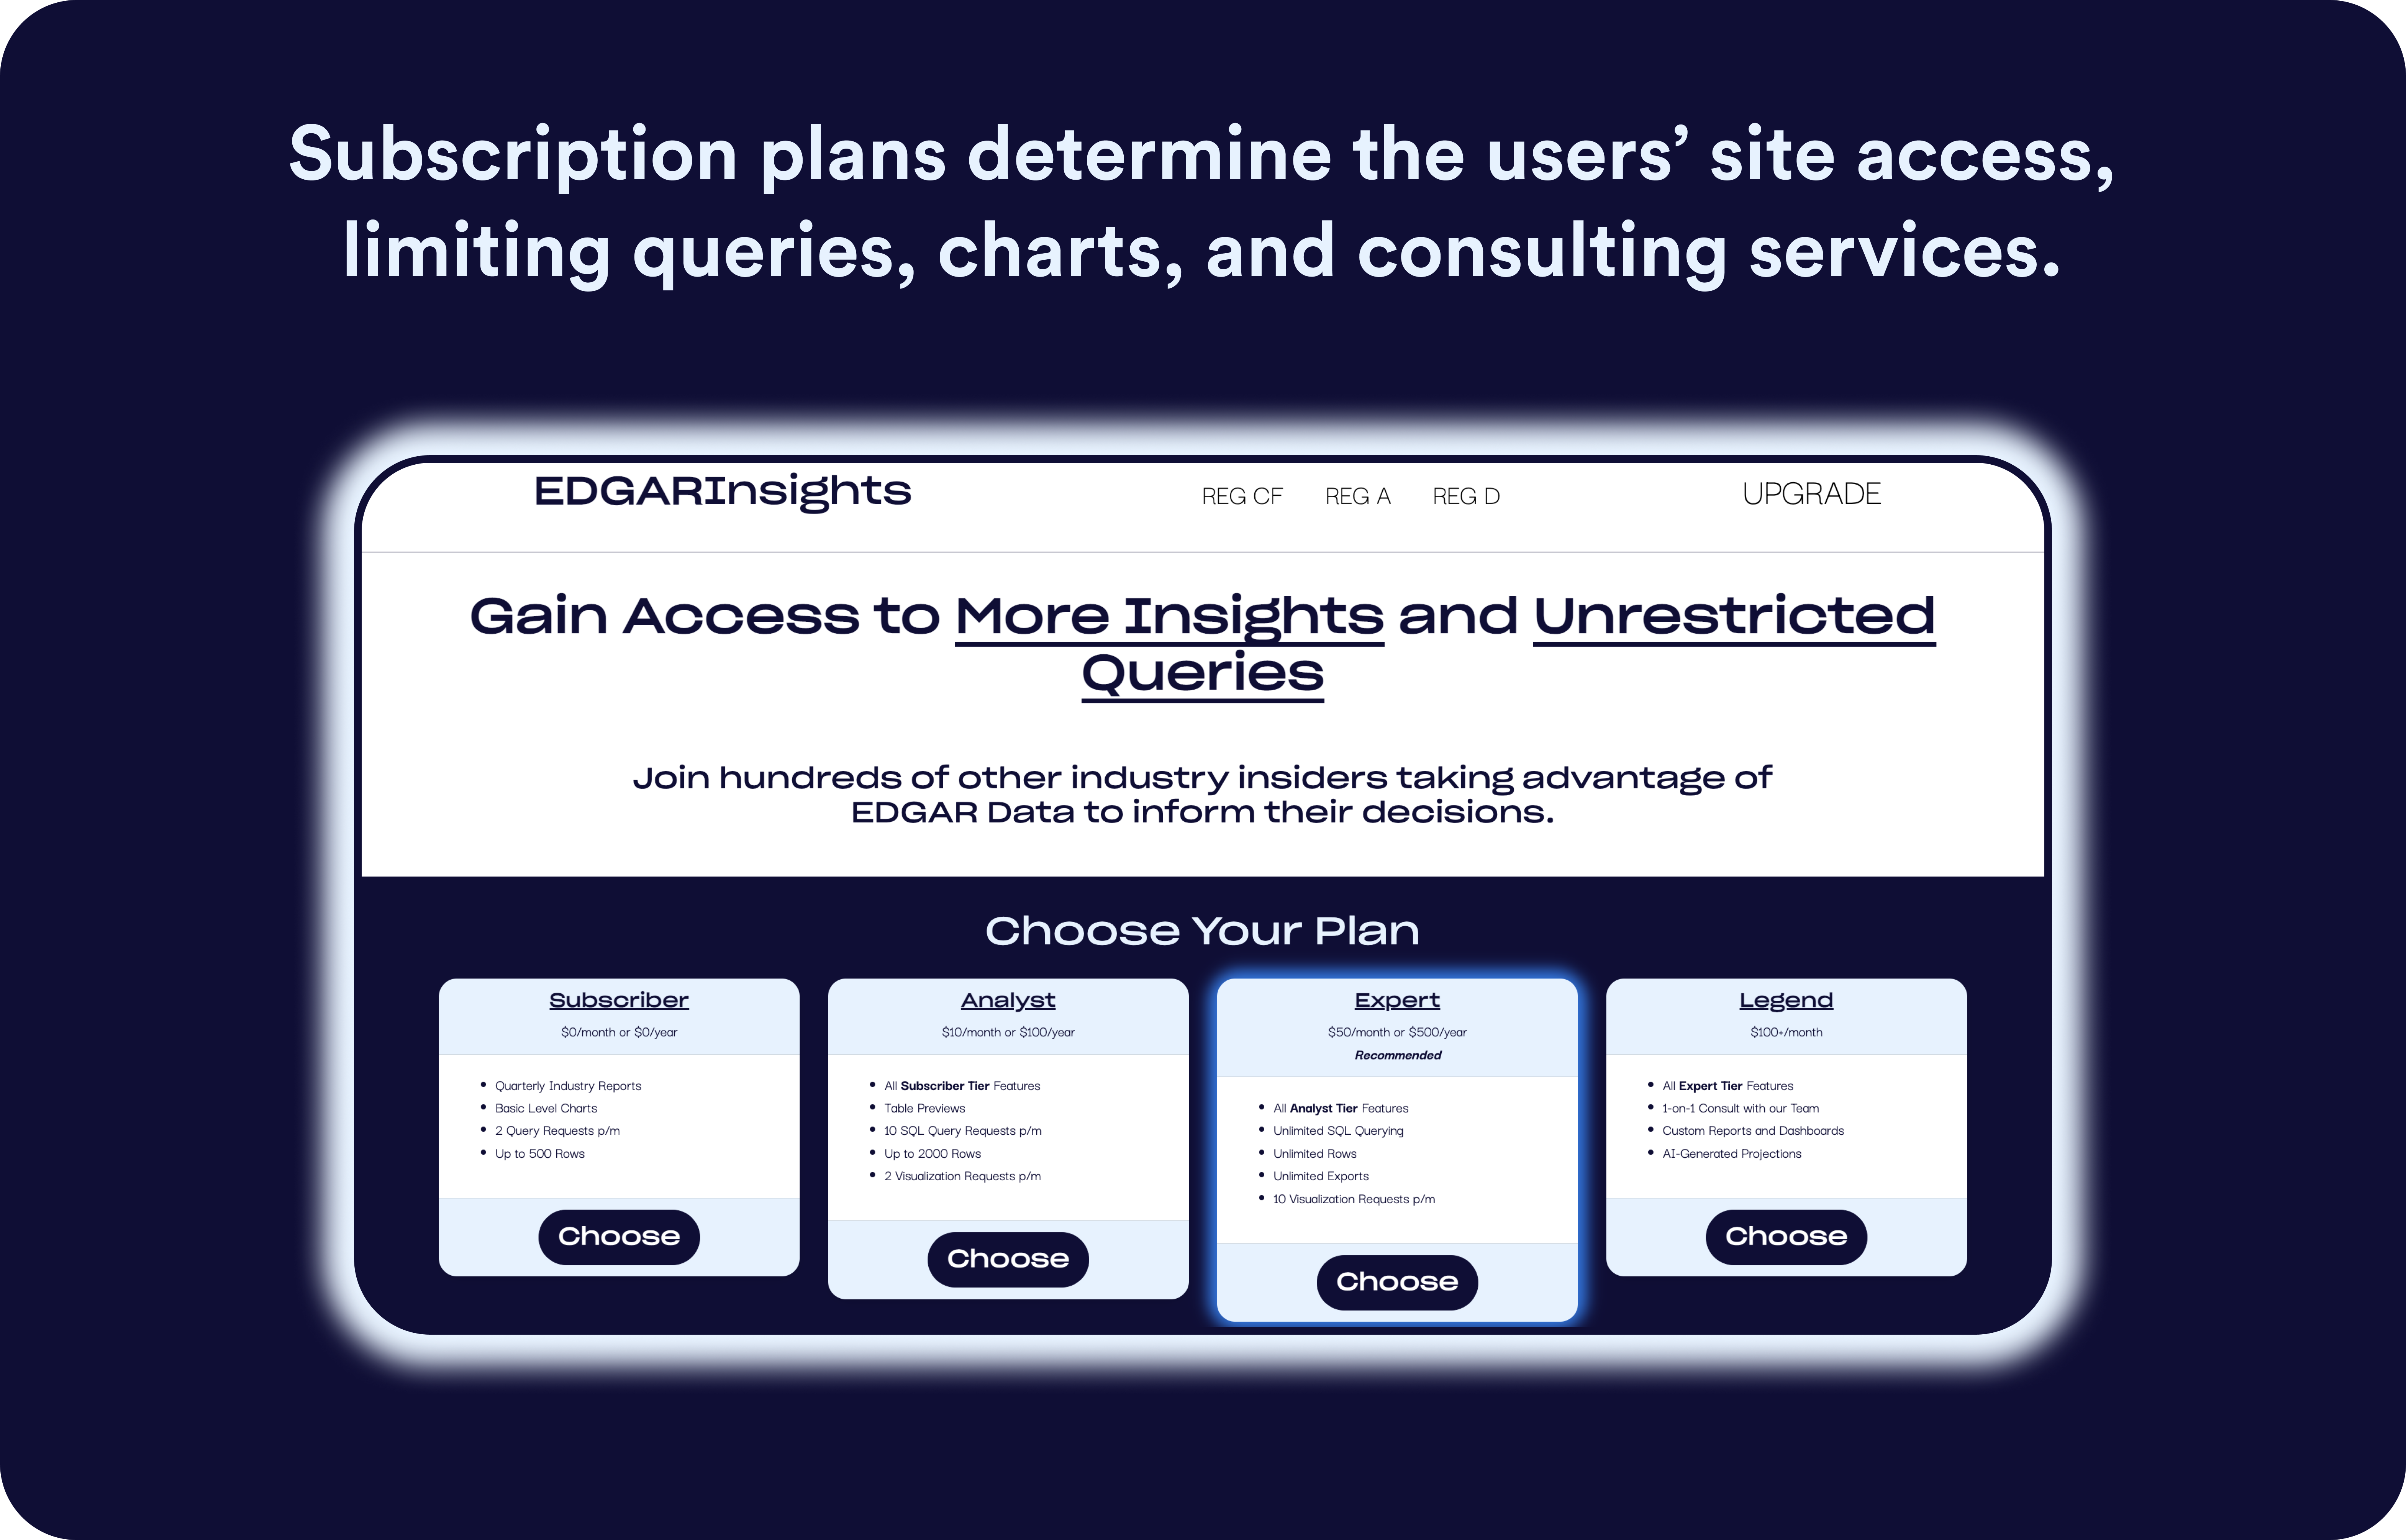 Subscription plans determine the users’ site access,
limiting queries, charts, and consulting services.
EDGARInsights
REG CF
REG A
REG D
UPGRADE
Gain Access to More Insights and Unrestricted
Queries
Join hundreds of other industry insiders taking advantage of
EDGAR Data to inform their decisions.
Choose Your Plan
Subscriber
$0/month or $0/year
Quarterly Industry Reports
Basic Level Charts
2 Query Requests p/m
Up to 500 Rows
Choose
Analyst
$10/month or $100/year
All Subscriber Tier Features
Table Previews
10 SQL Query Requests p/m
Up to 2000 Rows
2 Visualization Requests p/m
Choose
Expert
$50/month or $500/year
Recommended
All Analyst Tier Features
Unlimited SQL Querying
Unlimited Rows
Unlimited Exports
10 Visualization Requests p/m
Choose
Legend
$100+/month
All Expert Tier Features
1-on-1 Consult with our Team
Custom Reports and Dashboards
AI-Generated Projections
Choose